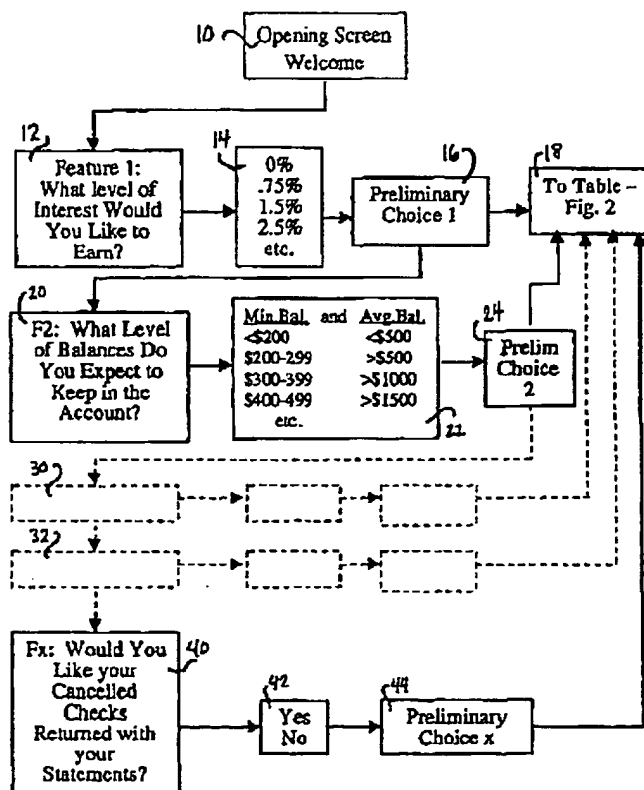 10
Opening Screen
Welcome
12
Feature 1:
What level of
Interest Would
You Like to
Earn?
14
0%
.75%
1.5%
2.5%
etc.
16
Preliminary
Choice 1
18
To Table –
Fig. 2
20
F2: What Level
of Balances Do
You Expect to
Keep in the
Account?
Min Bal. and Avg Bal.
<$200 <$500
$200-299 >$500
$300-399 >$1000
$400-499 >$1500
etc.
22
24
Prelim
Choice
2
30
32
Fx: Would You
Like your
Cancelled
Checks
Returned with
your
Statements?
40
42
Yes
No
44
Preliminary
Choice x